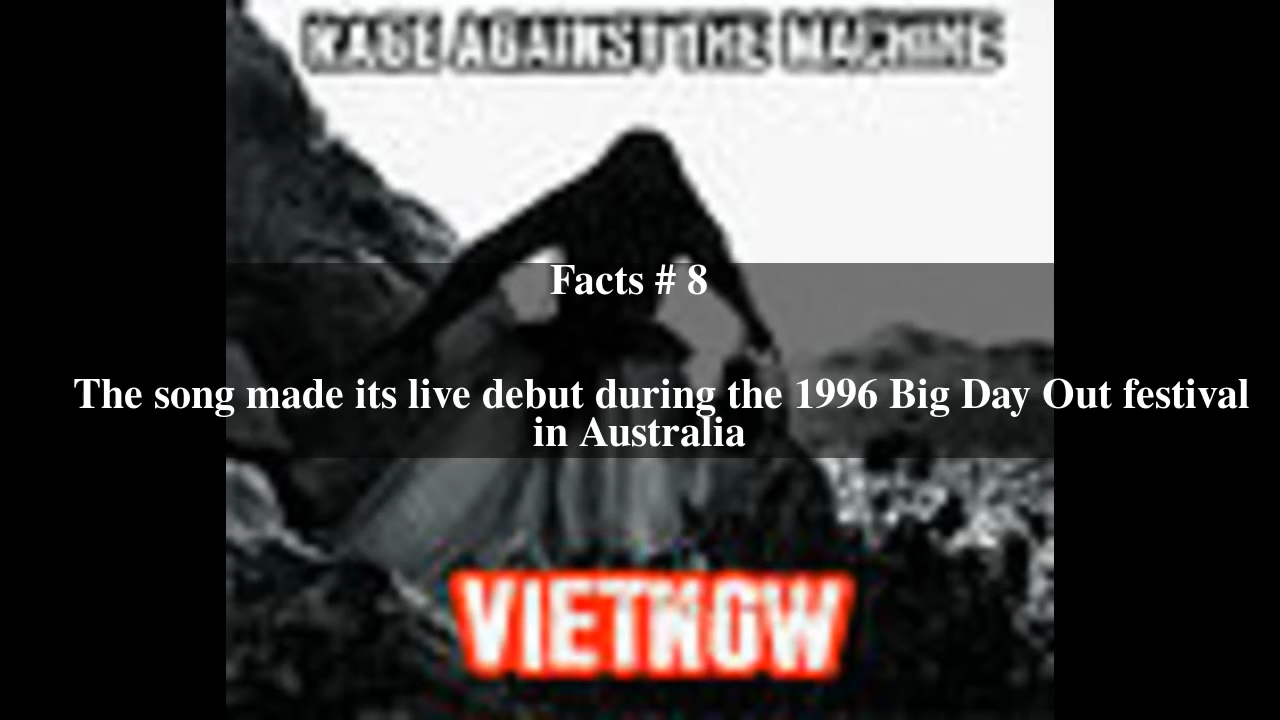 RAGE AGAINST THE MACHINE
Facts # 8
The song made its live debut during the 1996 Big Day Out festival
in Australia
VIETNOW